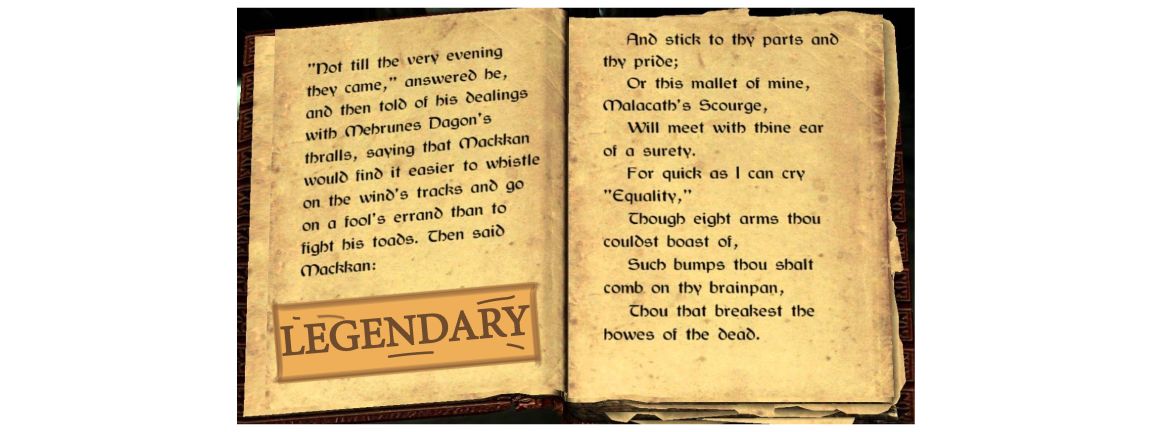 "Not till the very evening
they came," answered he,
and then told of his dealings
with Mehrunes Dagon's
thralls, saying that Mackkan
would find it easier to whistle
on the wind's tracks and go
on a fool's errand than to
fight his toads. Then said
Mackkan:
LEGENDARY
And stick to thy parts and
thy pride;
Or this mallet of mine,
Malacath's Scourge,
Will meet with thine ear
of a surety.
For quick as I can cry
"Equality,"
Though eight arms thou
couldst boast of,
Such bumps thou shalt
comb on thy brainpan,
Thou that breakest the
howes of the dead.